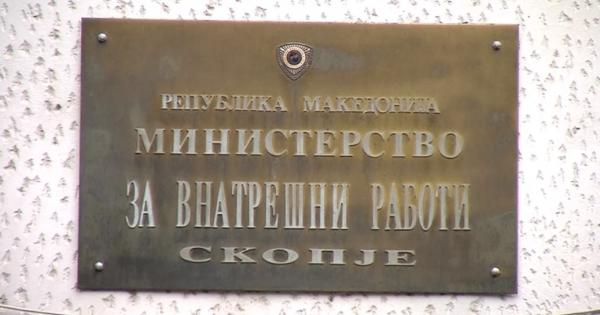 РЕПУБЛИКА МАКЕДОНИЈА
МИНИСТЕРСТВО
ЗА ВНАТРЕШНИ РАБОТИ
СКОПЈЕ